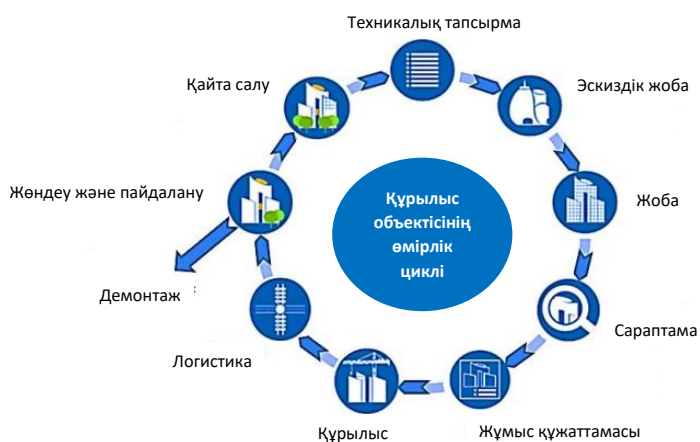 Техникалық тапсырма
Эскиздік жоба
Жоба
Сараптама
Жұмыс құжаттамасы
Құрылыс
Логистика
Демонтаж
Жөндеу және пайдалану
Қайта салу
Құрылыс
объектісінің
өмірлік
циклі